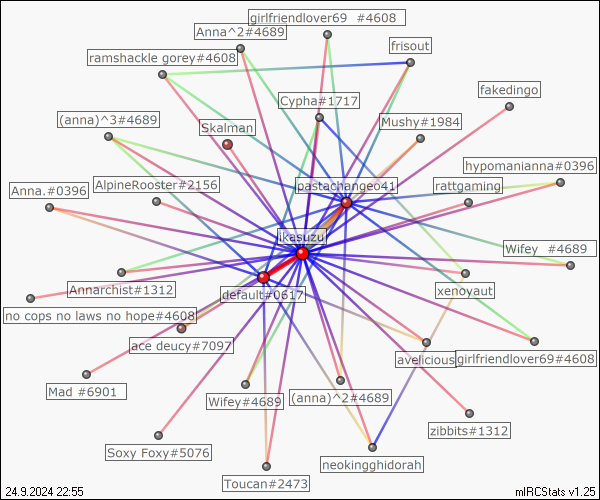 girlfriendlover69 #4608
Anna^2#4689
frisout
ramshackle gorey#4608
fakedingo
Cypha#1717
(anna)^3#4689
Skalman
Mushy#1984
hypomanianna#0396
Anna.#0396
AlpineRooster#2156
pastachangeo41
rattgaming
ikasuzu
Wifey #4689
Annarchist#1312
default#0617
xenovaut
no cops no laws no hope#4608
ace deucy#7097
avelicious
girlfriendlover69#4608
Mad #6901
Wifey#4689
(anna)^2#4689
zibbits#1312
Soxy Foxy#5076
neokingghidorah
Toucan#2473
24.9.2024 22:55
mIRCStats v1.25